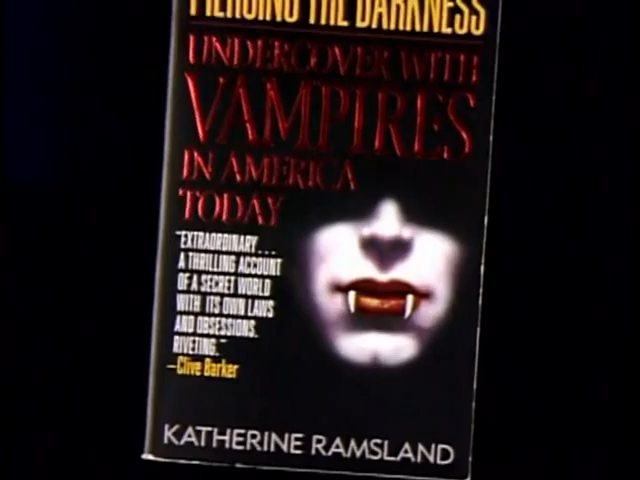 PIERCING THE DARKNESS
UNDERCOVER WITH
VAMPIRES
IN AMERICA
TODAY
"EXTRAORDINARY...
A THRILLING ACCOUNT
OF A SECRET WORLD
WITH ITS OWN LAWS
AND OBSESSIONS.
RIVETING."
—Clive Barker
KATHERINE RAMSLAND